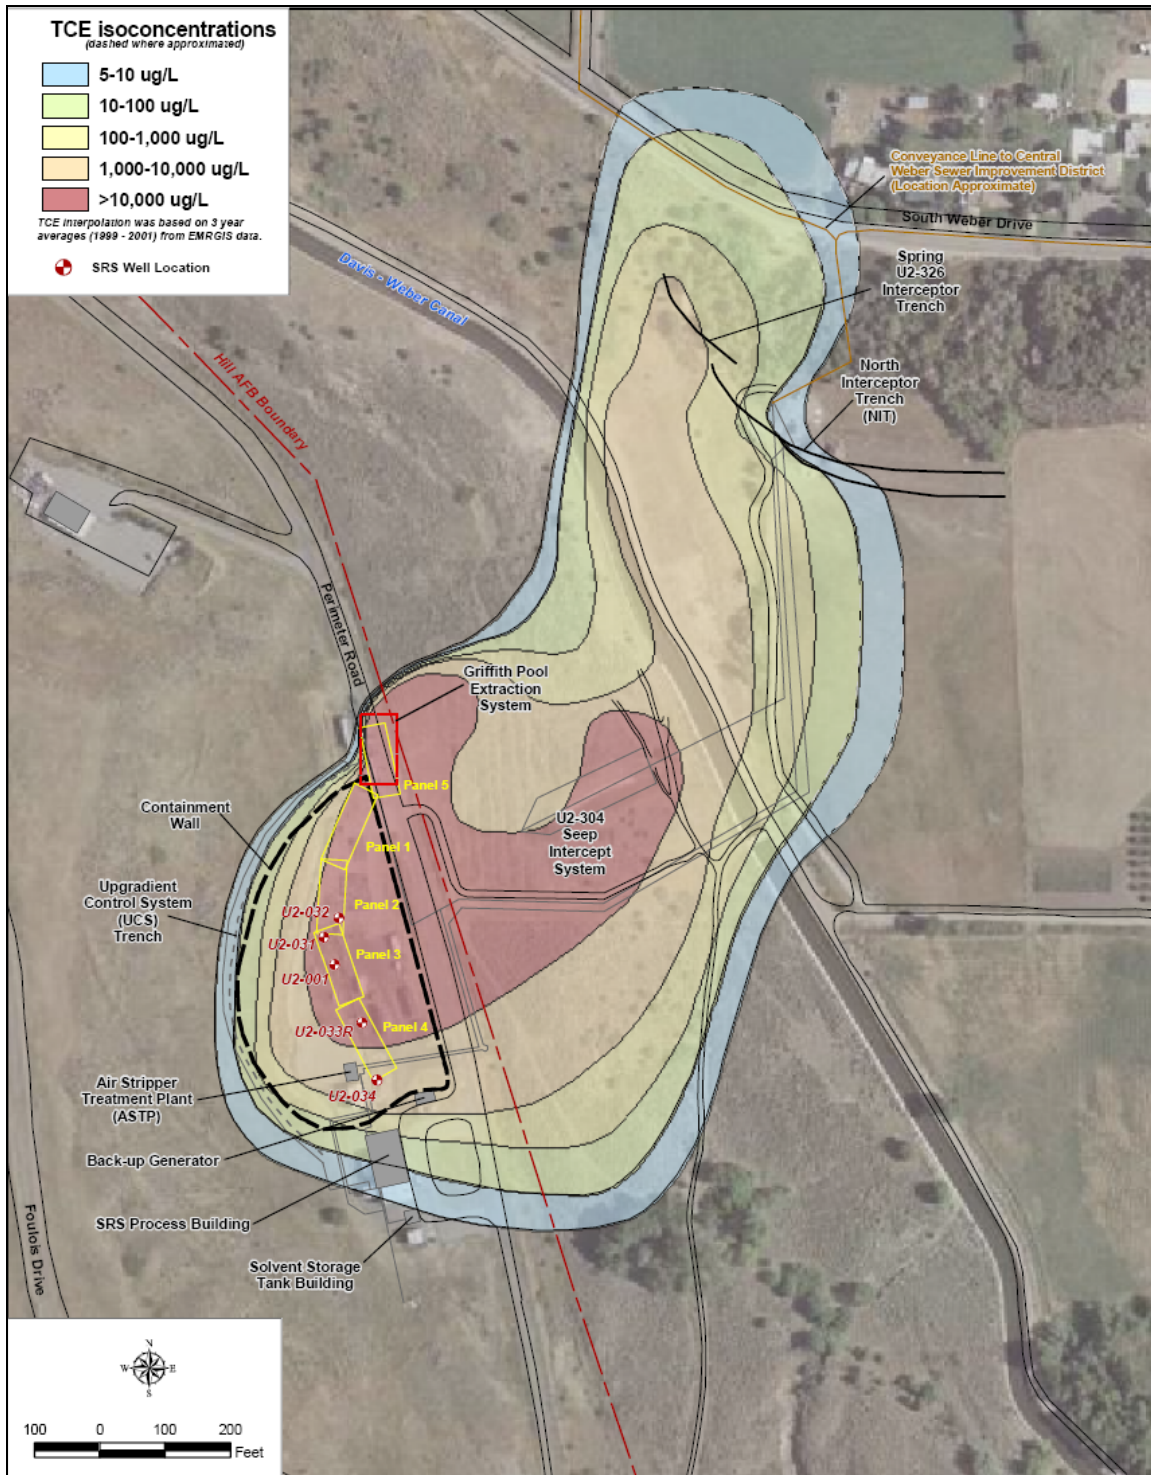 TCE isoconcentrations
(dashed where approximated)
5-10 ug/L
10-100 ug/L
100-1,000 ug/L
1,000-10,000 ug/L
>10,000 ug/L
TCE interpolation was based on 3 year
averages (1999 - 2001) from EMRGIS data.
SRS Well Location
Conveyance Line to Central
Weber Sewer Improvement District
(Location Approximate)
South Weber Drive
Spring
U2-326
Interceptor
Trench
Davis - Weber Canal
Hill AFB Boundary
North
Interceptor
Trench
(NIT)
Perimeter Road
Griffith Pool
Extraction
System
Panel 5
Containment
Wall
U2-304
Seep
Intercept
System
Panel 1
Upgradient
Control System
(UCS)
Trench
Panel 2
U2-032
U2-031
Panel 3
U2-001
Panel 4
U2-033R
Air Stripper
Treatment Plant
(ASTP)
U2-034
Back-up Generator
SRS Process Building
Foulois Drive
Solvent Storage
Tank Building
N
W E
S
100 0 100 200
Feet